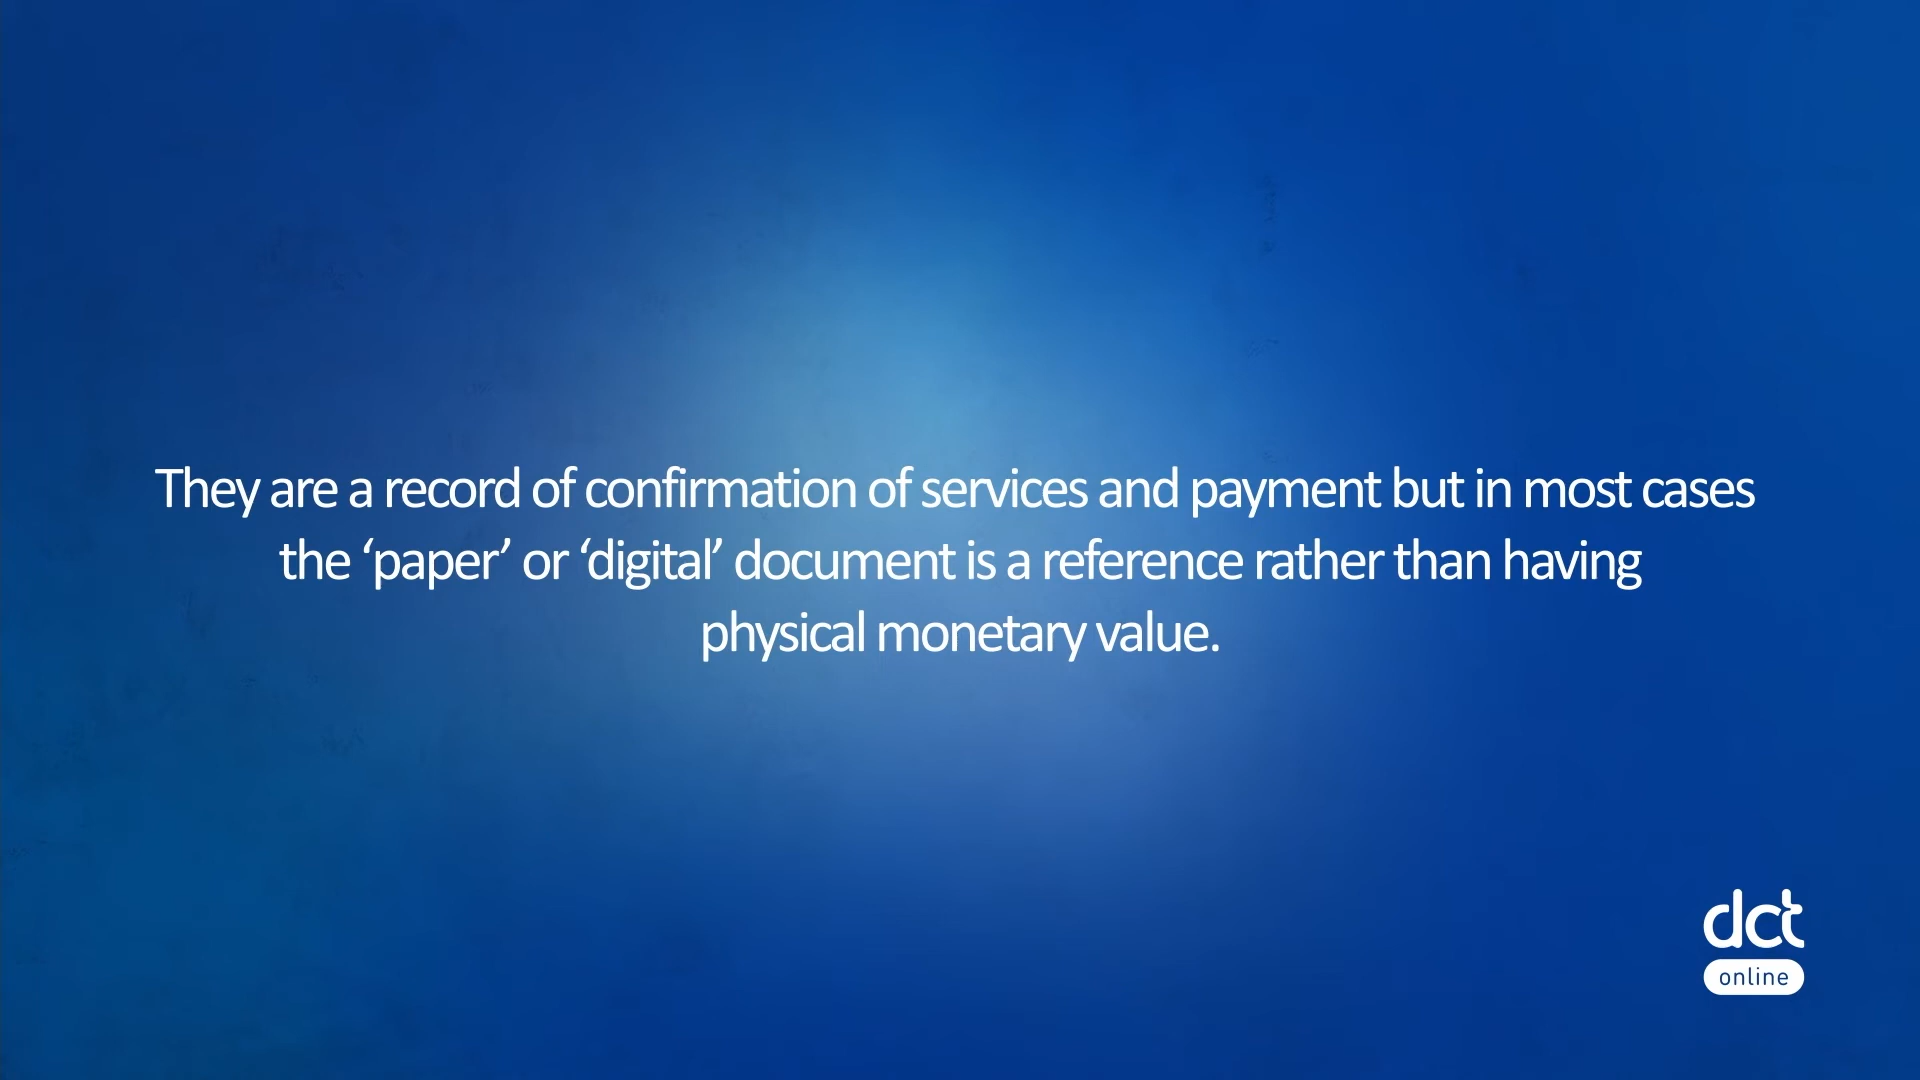 They are a record of confirmation of services and payment but in most cases
the ‘paper’ or ‘digital’ document is a reference rather than having
physical monetary value.
dct
online